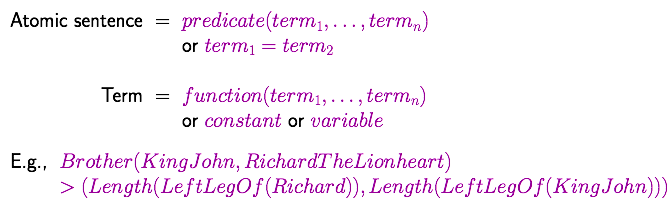 Atomic sentence = predicate(term₁, . . . , termₙ)
or term₁ = term₂
Term = function(term₁, . . . , termₙ)
or constant or variable
E.g., Brother(KingJohn, RichardTheLionheart)
> (Length(LeftLegOf(Richard)), Length(LeftLegOf(KingJohn)))